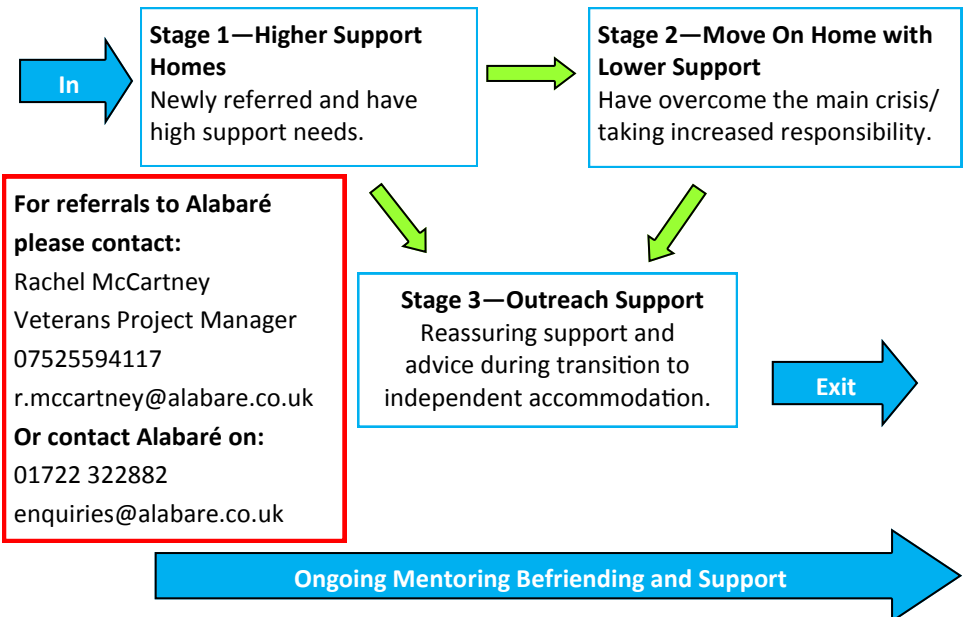 In
Stage 1—Higher Support
Homes
Newly referred and have
high support needs.
Stage 2—Move On Home with
Lower Support
Have overcome the main crisis/
taking increased responsibility.
For referrals to Alabaré
please contact:
Rachel McCartney
Veterans Project Manager
07525594117
r.mccartney@alabare.co.uk
Or contact Alabaré on:
01722 322882
enquiries@alabare.co.uk
Stage 3—Outreach Support
Reassuring support and
advice during transition to
independent accommodation.
Exit
Ongoing Mentoring Befriending and Support